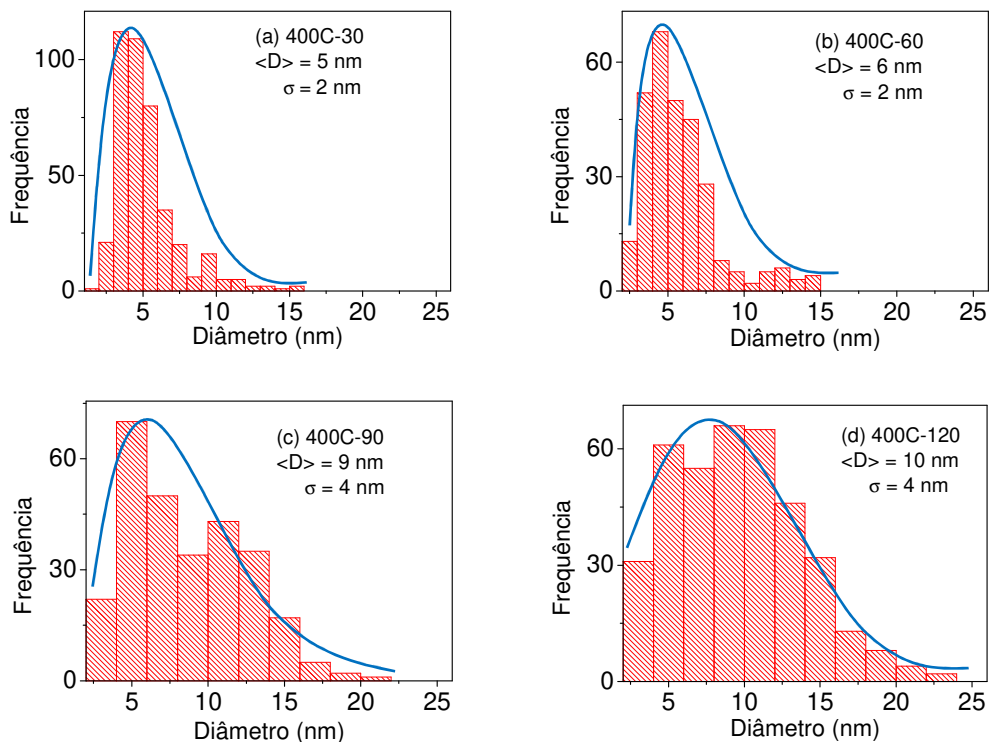 (a) 400C-30
<D> = 5 nm
σ = 2 nm
Frequência
100
50
0
5 10 15 20 25
Diâmetro (nm)
(b) 400C-60
<D> = 6 nm
σ = 2 nm
Frequência
60
30
0
5 10 15 20 25
Diâmetro (nm)
(c) 400C-90
<D> = 9 nm
σ = 4 nm
Frequência
60
30
0
5 10 15 20 25
Diâmetro (nm)
(d) 400C-120
<D> = 10 nm
σ = 4 nm
Frequência
60
30
0
5 10 15 20 25
Diâmetro (nm)